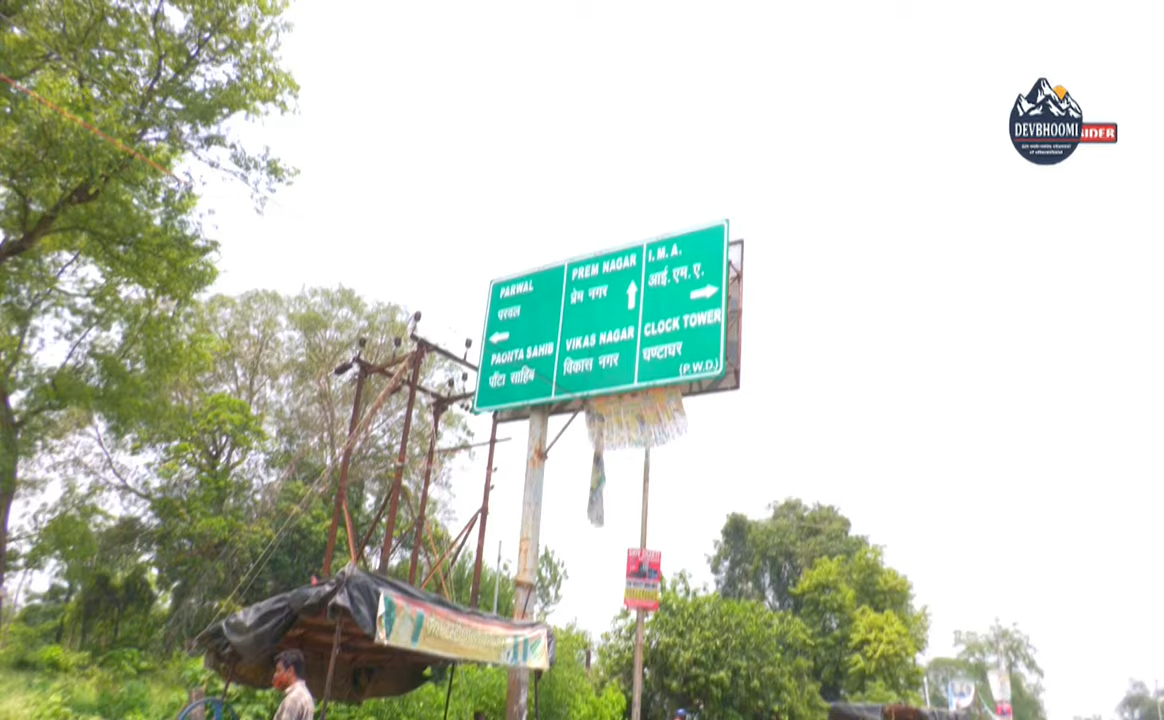 PARWAL
परवल
PAONTA SAHIB
पाँटा साहिब
PREM NAGAR
प्रेम नगर
VIKAS NAGAR
विकास नगर
I.M.A.
आई.एम.ए.
CLOCK TOWER
घण्टाघर
(P.W.D.)
DEVBHOOMI